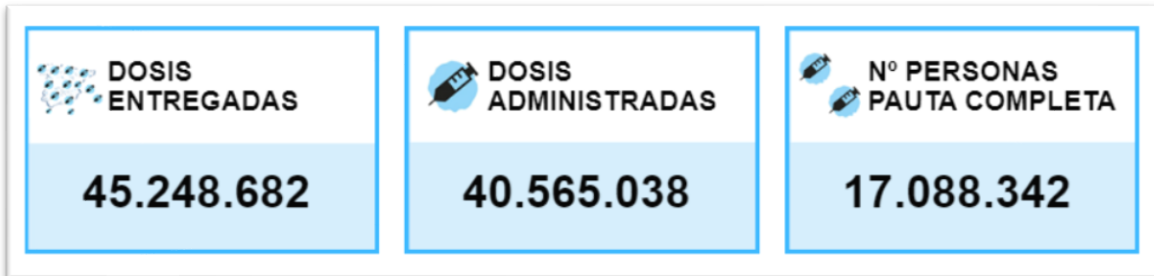 DOSIS
ENTREGADAS
45.248.682
DOSIS
ADMINISTRADAS
40.565.038
Nº PERSONAS
PAUTA COMPLETA
17.088.342